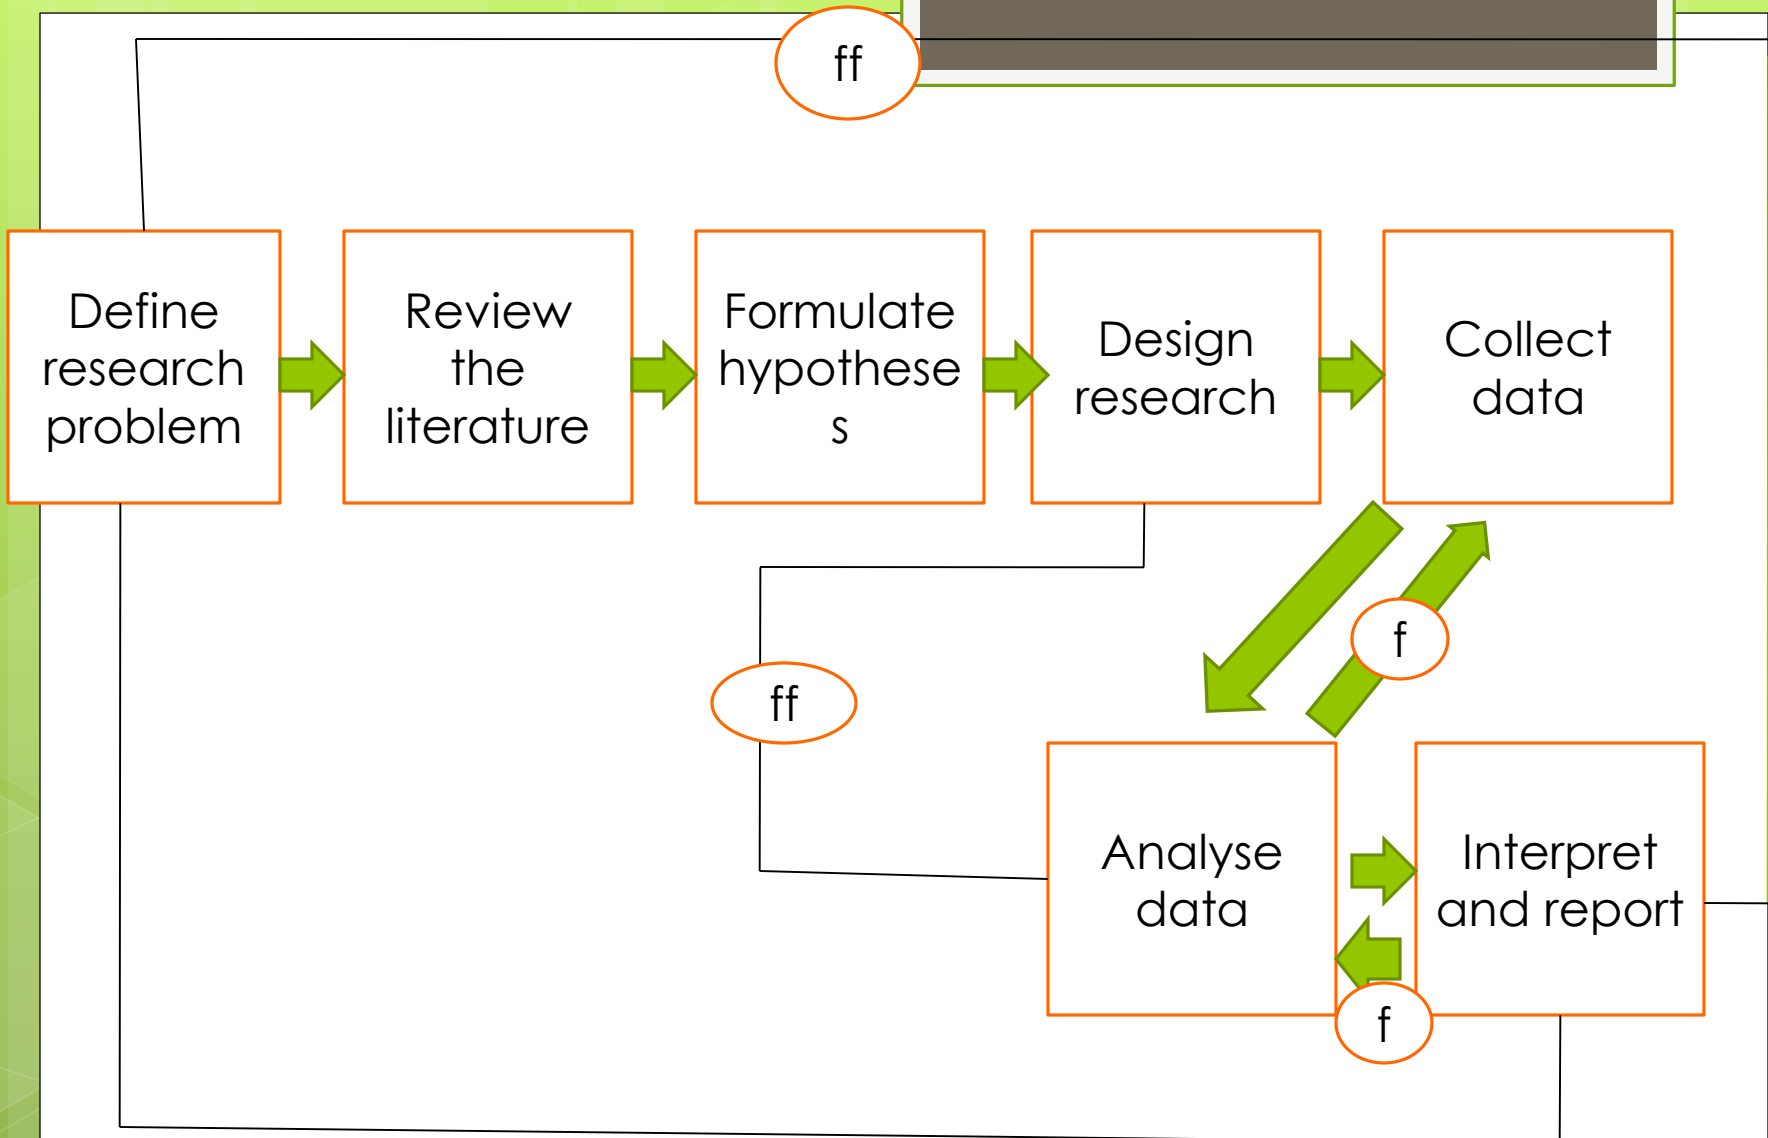 ff
Define
research
problem
Review
the
literature
Formulate
hypothese
s
Design
research
Collect
data
f
ff
Analyse
data
Interpret
and report
f